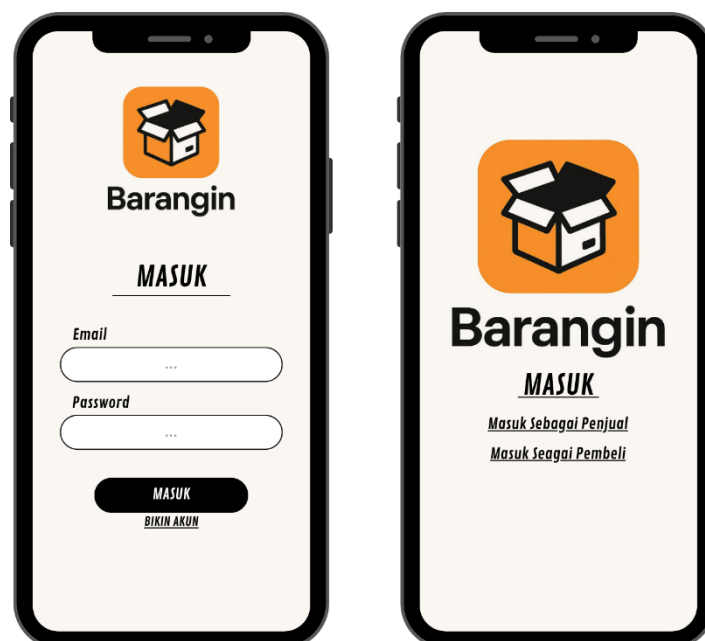 Barangin
MASUK
Email
...
Password
...
MASUK
BIKIN AKUN
Barangin
MASUK
Masuk Sebagai Penjual
Masuk Seagai Pembeli